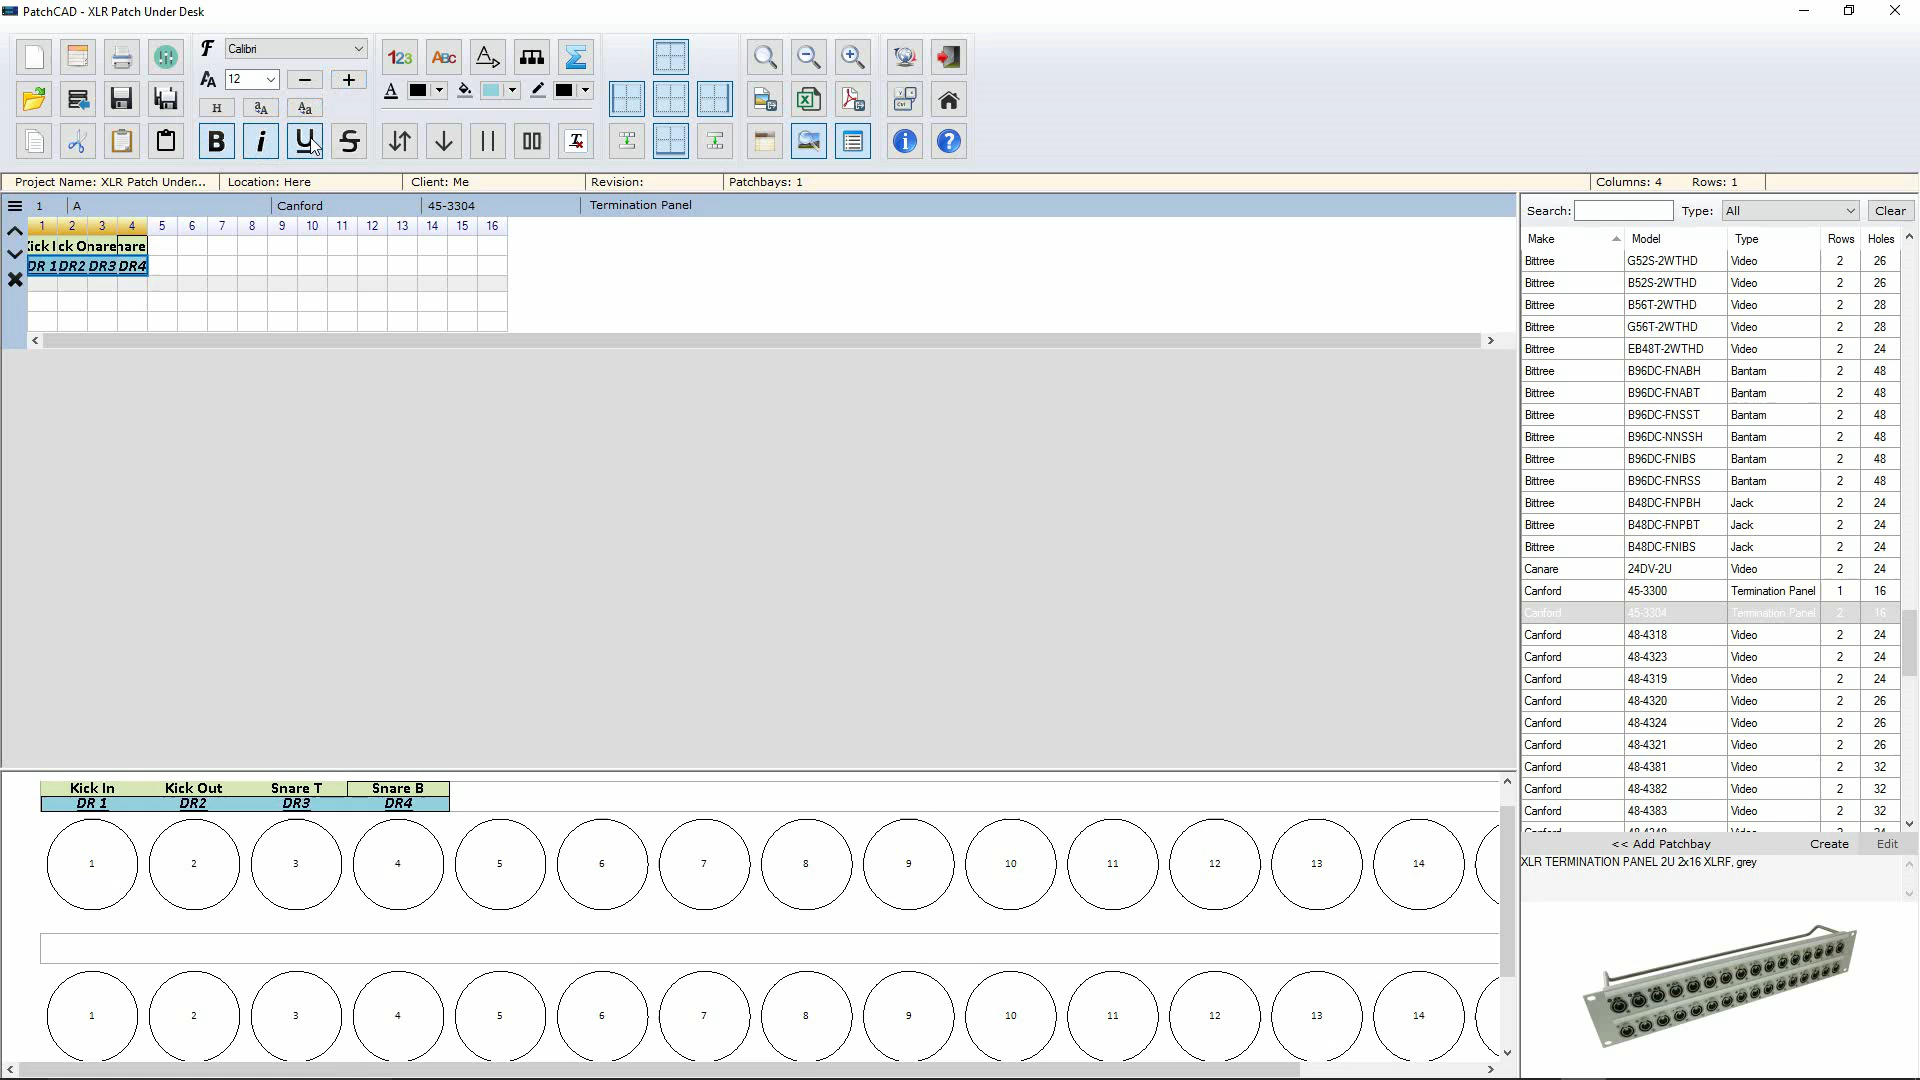 PatchCAD - XLR Patch Under Desk
Calibri
123 ABC A
12
H aA Aa
B i U S
Project Name: XLR Patch Under... Location: Here Client: Me Revision: Patchbays: 1 Columns: 4 Rows: 1
1 A Canford 45-3304 Termination Panel
1 2 3 4 5 6 7 8 9 10 11 12 13 14 15 16
DR 1 DR2 DR3 DR4
Search: Type: All Clear
Make Model Type Rows Holes
Bittree G52S-2WTHD Video 2 26
Bittree B52S-2WTHD Video 2 26
Bittree B56T-2WTHD Video 2 28
Bittree G56T-2WTHD Video 2 28
Bittree EB48T-2WTHD Video 2 24
Bittree B96DC-FNABH Bantam 2 48
Bittree B96DC-FNABT Bantam 2 48
Bittree B96DC-FNSST Bantam 2 48
Bittree B96DC-NNSSH Bantam 2 48
Bittree B96DC-FNIBS Bantam 2 48
Bittree B96DC-FNRSS Bantam 2 48
Bittree B48DC-FNPBH Jack 2 24
Bittree B48DC-FNPBT Jack 2 24
Bittree B48DC-FNIBS Jack 2 24
Canare 24DV-2U Video 2 24
Canford 45-3300 Termination Panel 1 16
Canford 45-3304 Termination Panel 2 16
Canford 48-4318 Video 2 24
Canford 48-4323 Video 2 24
Canford 48-4319 Video 2 24
Canford 48-4320 Video 2 26
Canford 48-4324 Video 2 26
Canford 48-4321 Video 2 26
Canford 48-4381 Video 2 32
Canford 48-4382 Video 2 32
Canford 48-4383 Video 2 32
<< Add Patchbay Create Edit
XLR TERMINATION PANEL 2U 2x16 XLRF, grey
Kick In Kick Out Snare T Snare B
DR 1 DR2 DR3 DR4
1 2 3 4 5 6 7 8 9 10 11 12 13 14
1 2 3 4 5 6 7 8 9 10 11 12 13 14